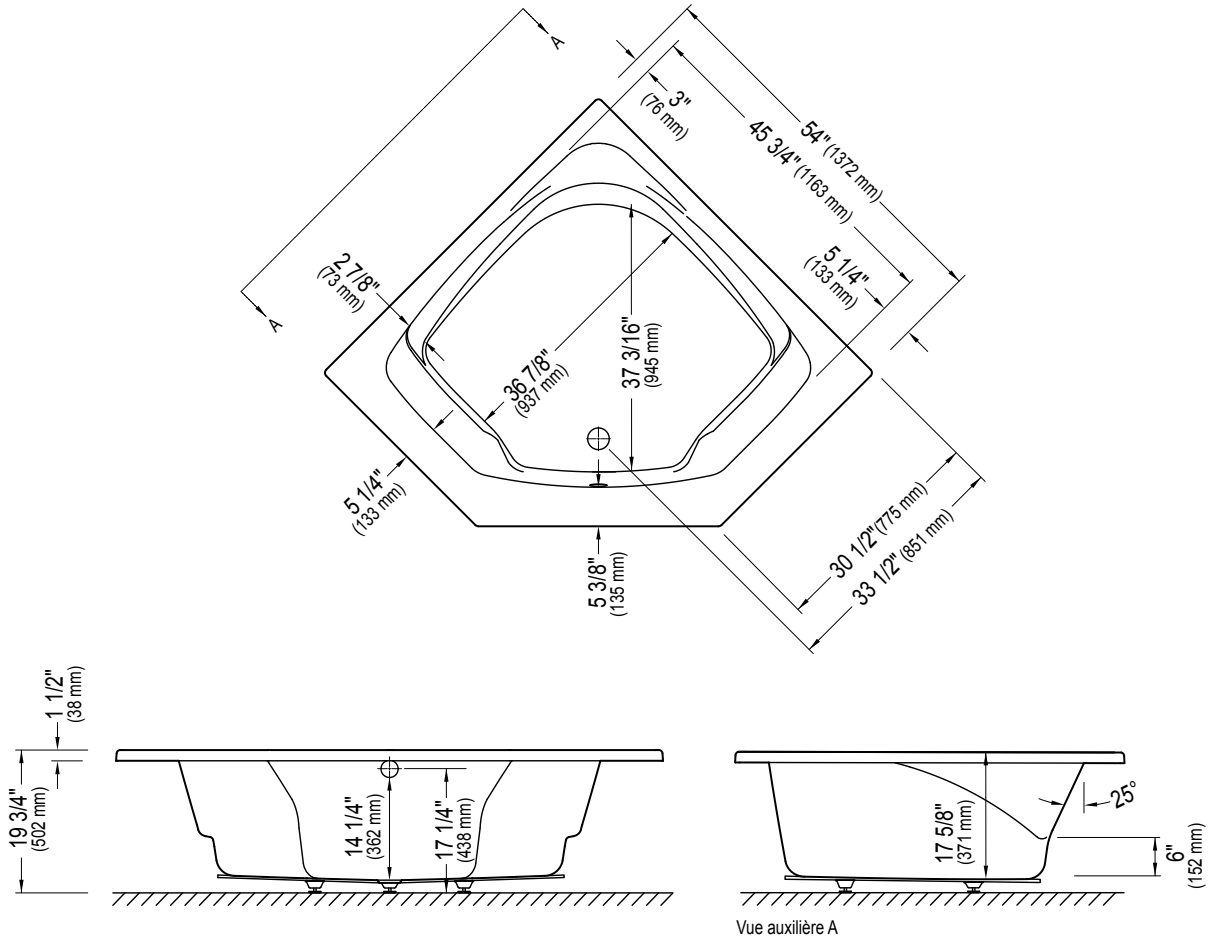 A
A
3"
(76 mm)
45 3/4" (1163 mm)
54" (1372 mm)
5 1/4"
(133 mm)
2 7/8"
(73 mm)
36 7/8"
(937 mm)
37 3/16"
(945 mm)
5 1/4"
(133 mm)
5 3/8"
(135 mm)
30 1/2" (775 mm)
33 1/2" (851 mm)
1 1/2"
(38 mm)
19 3/4"
(502 mm)
14 1/4"
(362 mm)
17 1/4"
(438 mm)
17 5/8"
(371 mm)
25°
6"
(152 mm)
Vue auxilière A